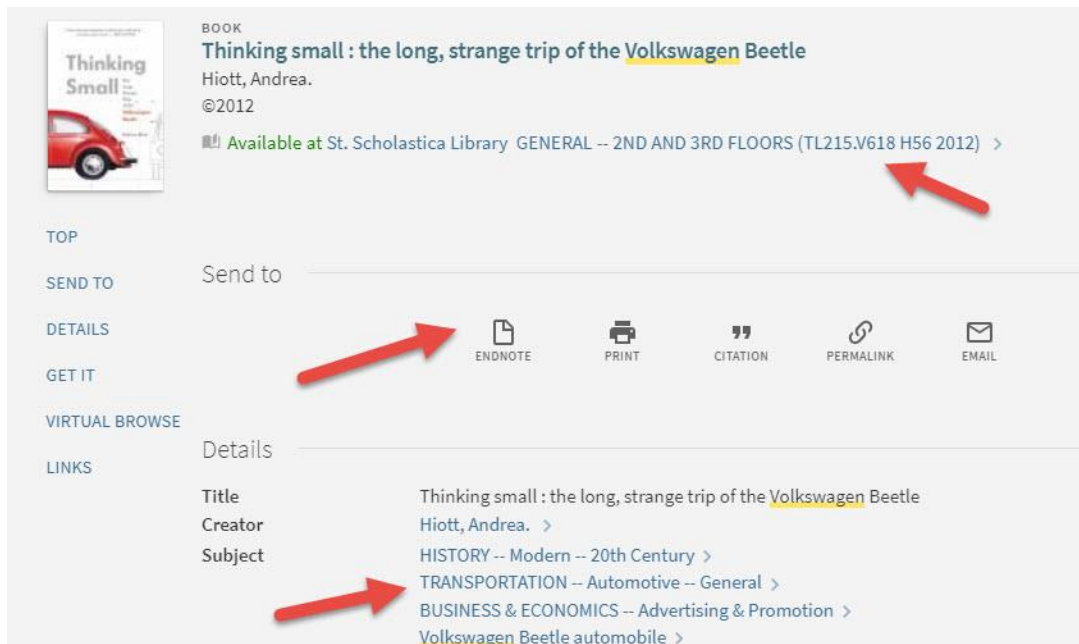 Thinking
Small
BOOK
Thinking small : the long, strange trip of the Volkswagen Beetle
Hiott, Andrea.
©2012
Available at St. Scholastica Library GENERAL -- 2ND AND 3RD FLOORS (TL215.V618 H56 2012) >
TOP
SEND TO
DETAILS
GET IT
VIRTUAL BROWSE
LINKS
Send to
ENDNOTE
PRINT
CITATION
PERMALINK
EMAIL
Details
Title Thinking small : the long, strange trip of the Volkswagen Beetle
Creator Hiott, Andrea. >
Subject HISTORY -- Modern -- 20th Century >
TRANSPORTATION -- Automotive -- General >
BUSINESS & ECONOMICS -- Advertising & Promotion >
Volkswagen Beetle automobile >